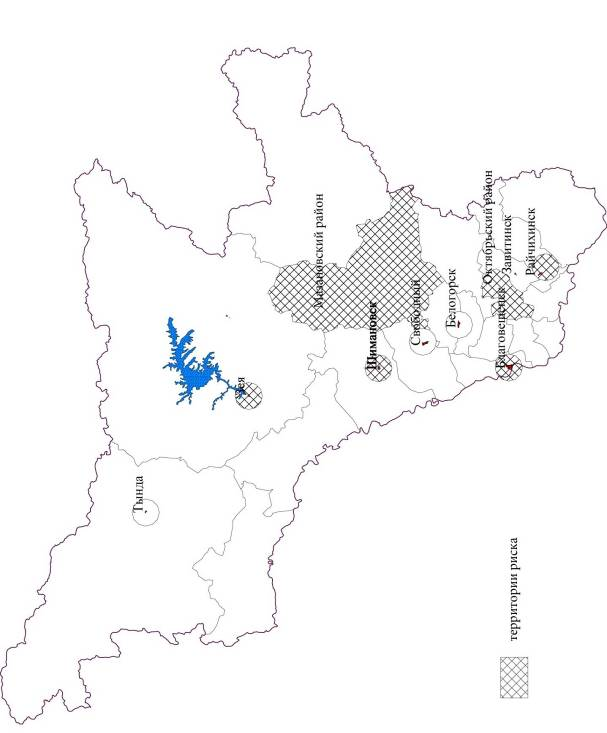 Тында
Зея
Мазановский район
Шимановск
Свободный
Белогорск
Октябрьский район
Благовещенск
Завитинск
Райчихинск
территории риска